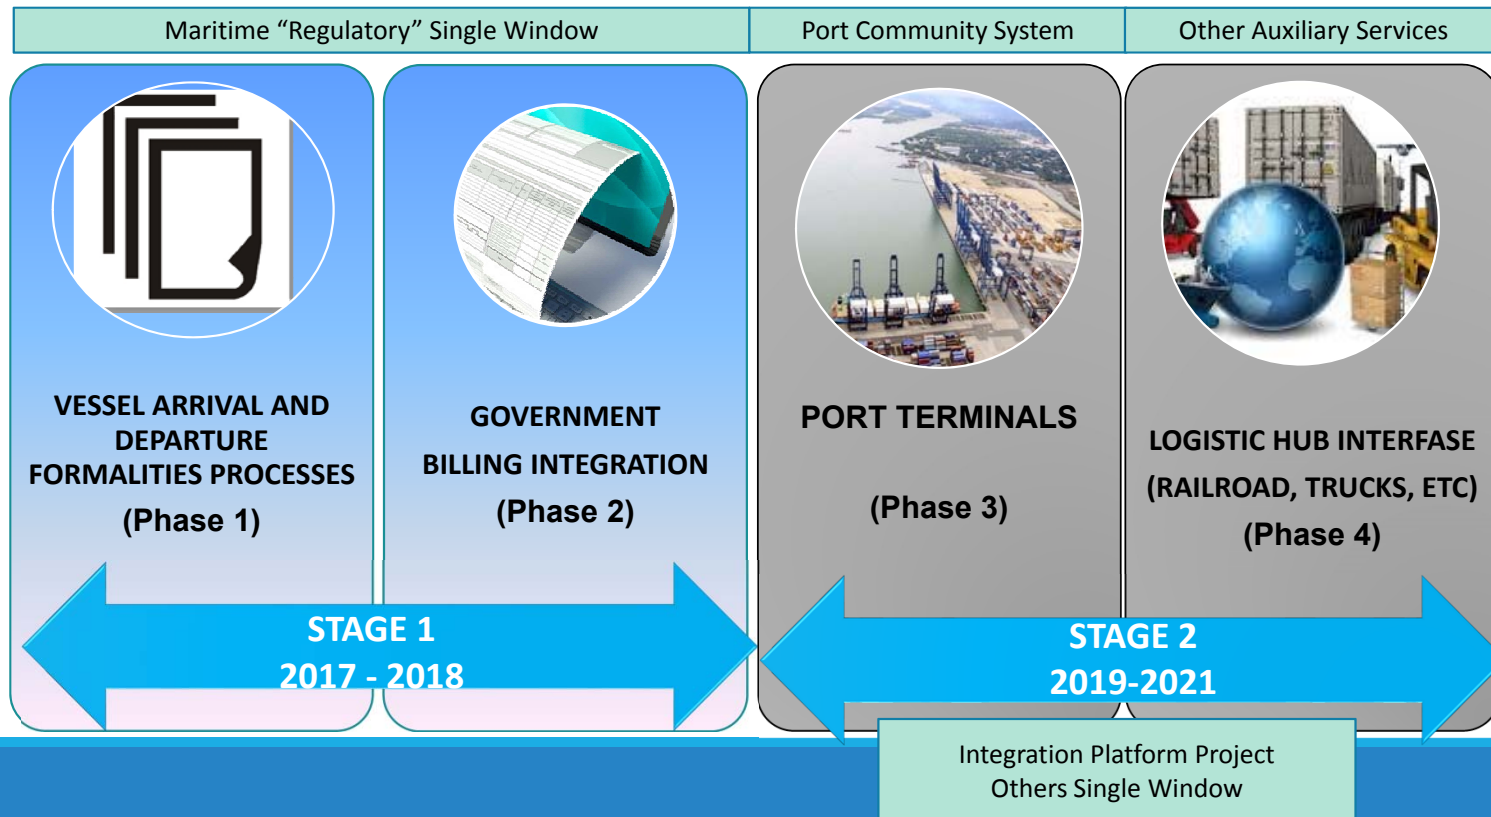 Maritime “Regulatory” Single Window
Port Community System
Other Auxiliary Services
VESSEL ARRIVAL AND
DEPARTURE
FORMALITIES PROCESSES
(Phase 1)
GOVERNMENT
BILLING INTEGRATION
(Phase 2)
PORT TERMINALS
(Phase 3)
LOGISTIC HUB INTERFASE
(RAILROAD, TRUCKS, ETC)
(Phase 4)
STAGE 1
2017 - 2018
STAGE 2
2019-2021
Integration Platform Project
Others Single Window